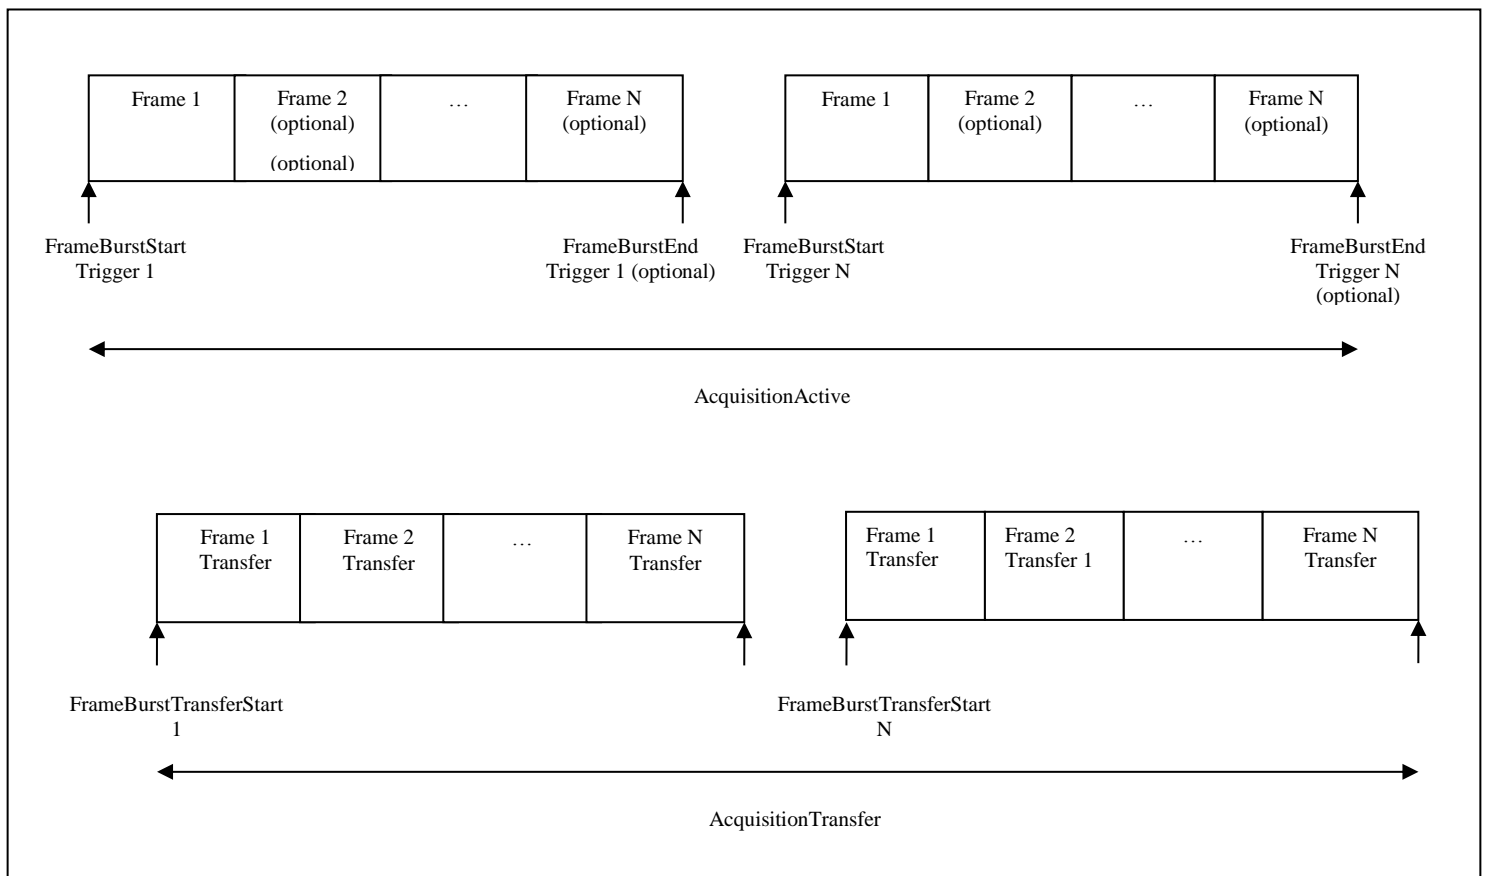 Frame 1
Frame 2
(optional)
(optional)
…
Frame N
(optional)
Frame 1
Frame 2
(optional)
…
Frame N
(optional)
FrameBurstStart
Trigger 1
FrameBurstEnd
Trigger 1 (optional)
FrameBurstStart
Trigger N
FrameBurstEnd
Trigger N
(optional)
AcquisitionActive
Frame 1
Transfer
Frame 2
Transfer
…
Frame N
Transfer
Frame 1
Transfer
Frame 2
Transfer 1
…
Frame N
Transfer
FrameBurstTransferStart
1
FrameBurstTransferStart
N
AcquisitionTransfer